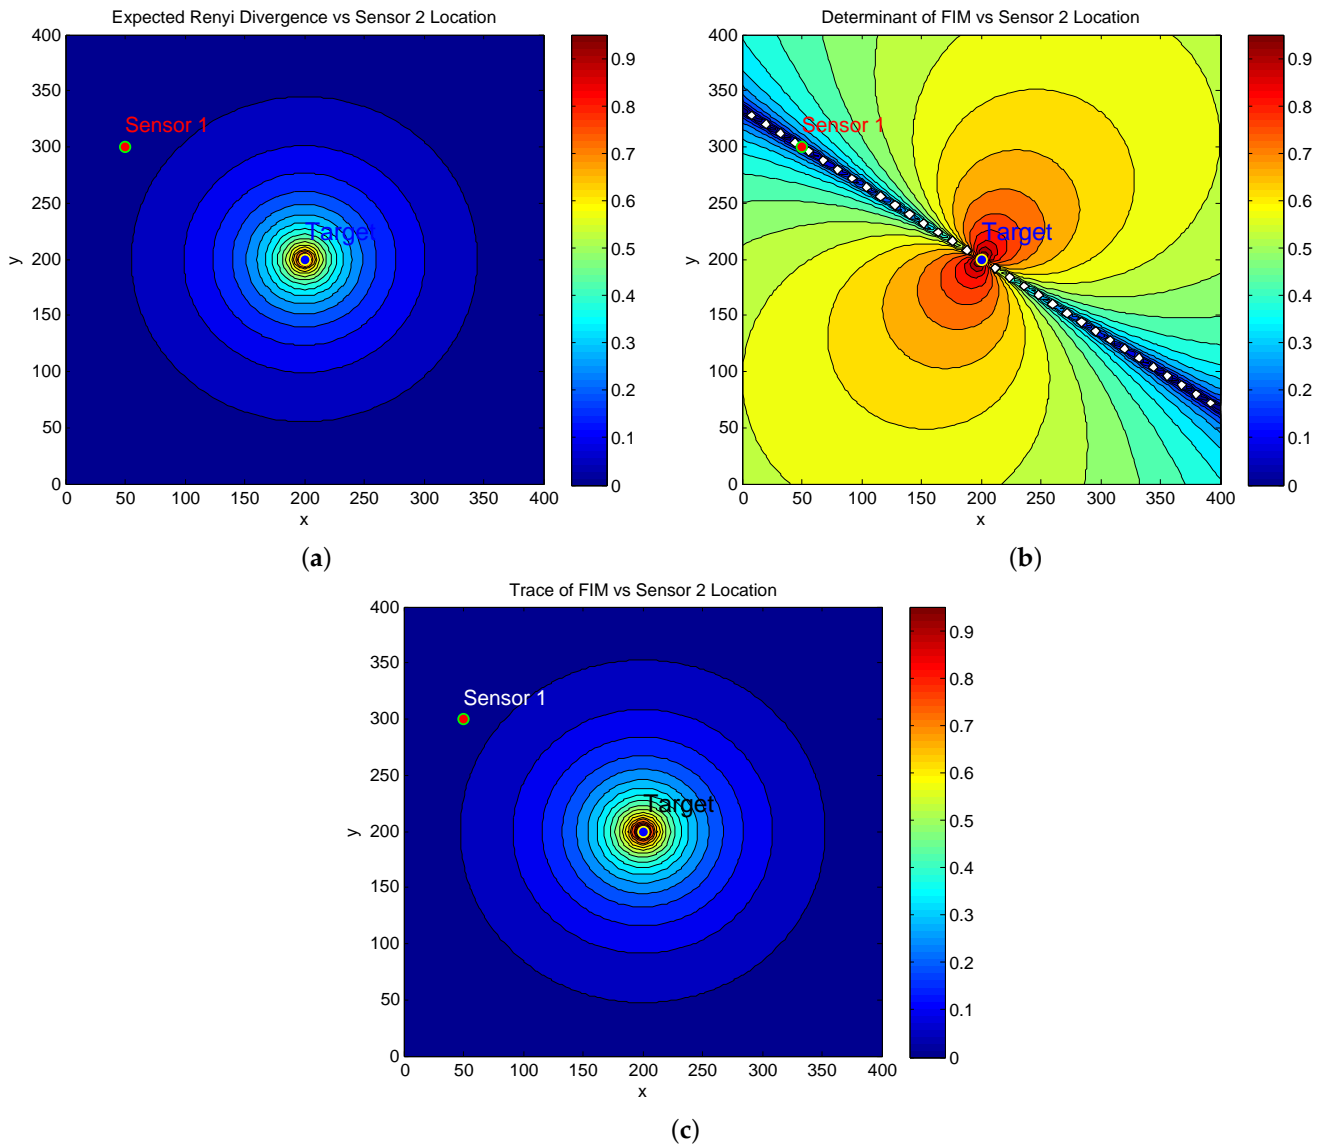 Expected Renyi Divergence vs Sensor 2 Location
400
350
300
250
200
150
100
50
0
y
Sensor 1
Target
0 50 100 150 200 250 300 350 400
x
0.9
0.8
0.7
0.6
0.5
0.4
0.3
0.2
0.1
0
(a)
Determinant of FIM vs Sensor 2 Location
400
350
300
250
200
150
100
50
0
y
Sensor 1
Target
0 50 100 150 200 250 300 350 400
x
0.9
0.8
0.7
0.6
0.5
0.4
0.3
0.2
0.1
0
(b)
Trace of FIM vs Sensor 2 Location
400
350
300
250
200
150
100
50
0
y
Sensor 1
Target
0 50 100 150 200 250 300 350 400
x
0.9
0.8
0.7
0.6
0.5
0.4
0.3
0.2
0.1
0
(c)